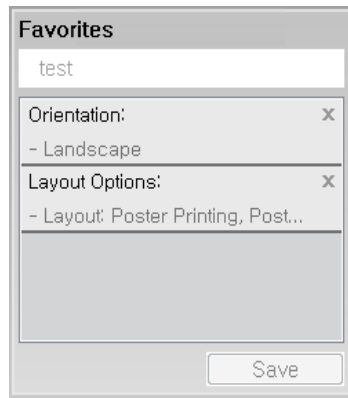 Favorites
test
Orientation: x
- Landscape
Layout Options: x
- Layout: Poster Printing, Post...
Save